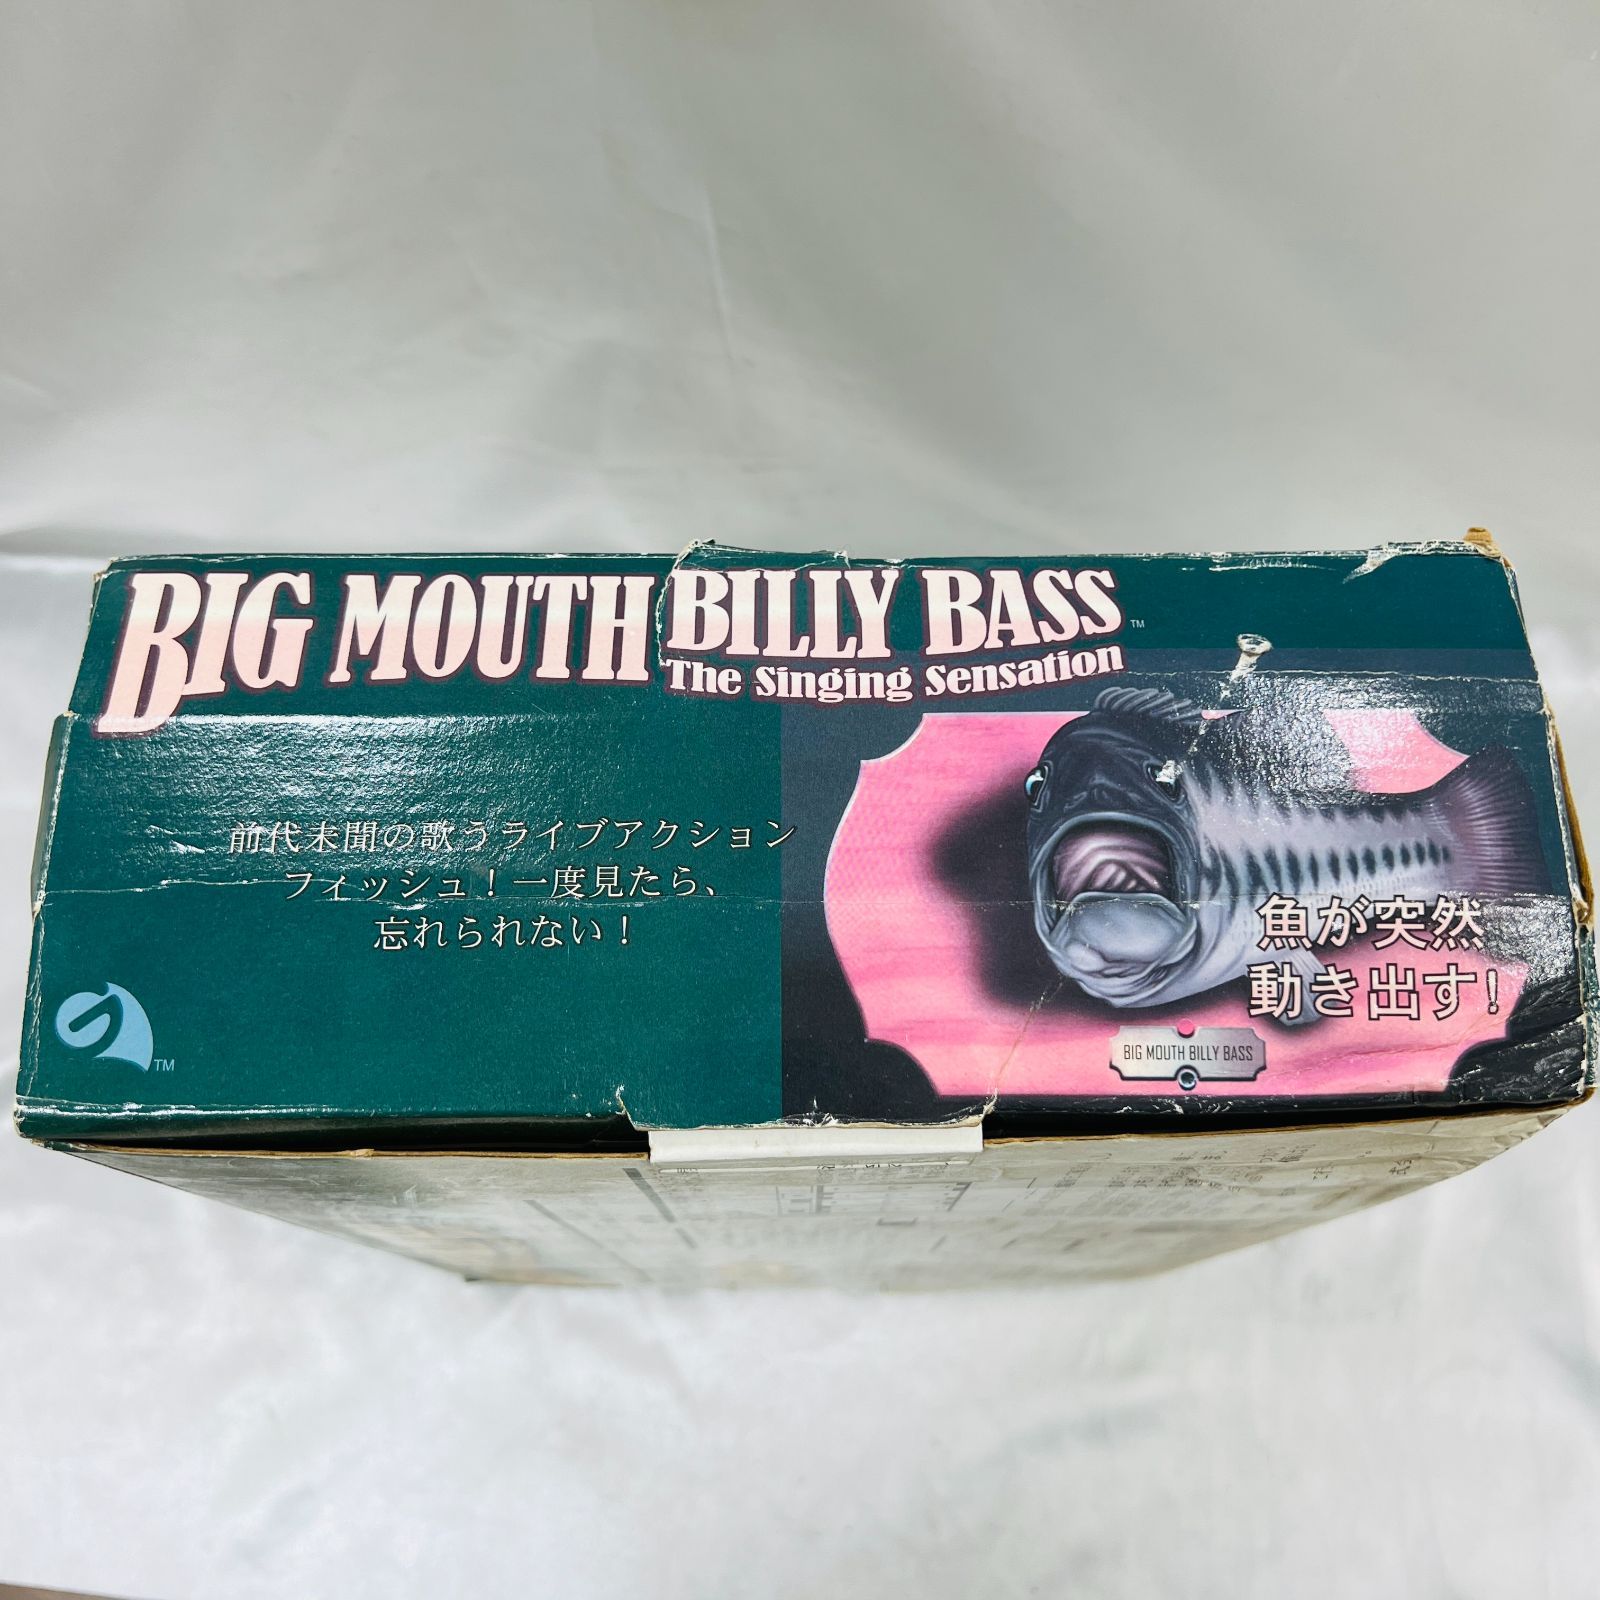 BIG MOUTH BILLY BASS™
The Singing Sensation
前代未聞の歌うライブアクション
フィッシュ！一度見たら、
忘れられない！
魚が突然
動き出す!
BIG MOUTH BILLY BASS
TM